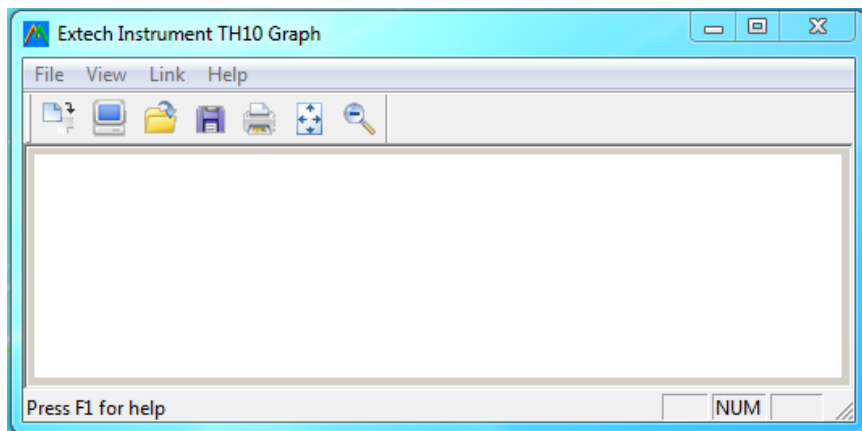 Extech Instrument TH10 Graph
File View Link Help
Press F1 for help NUM